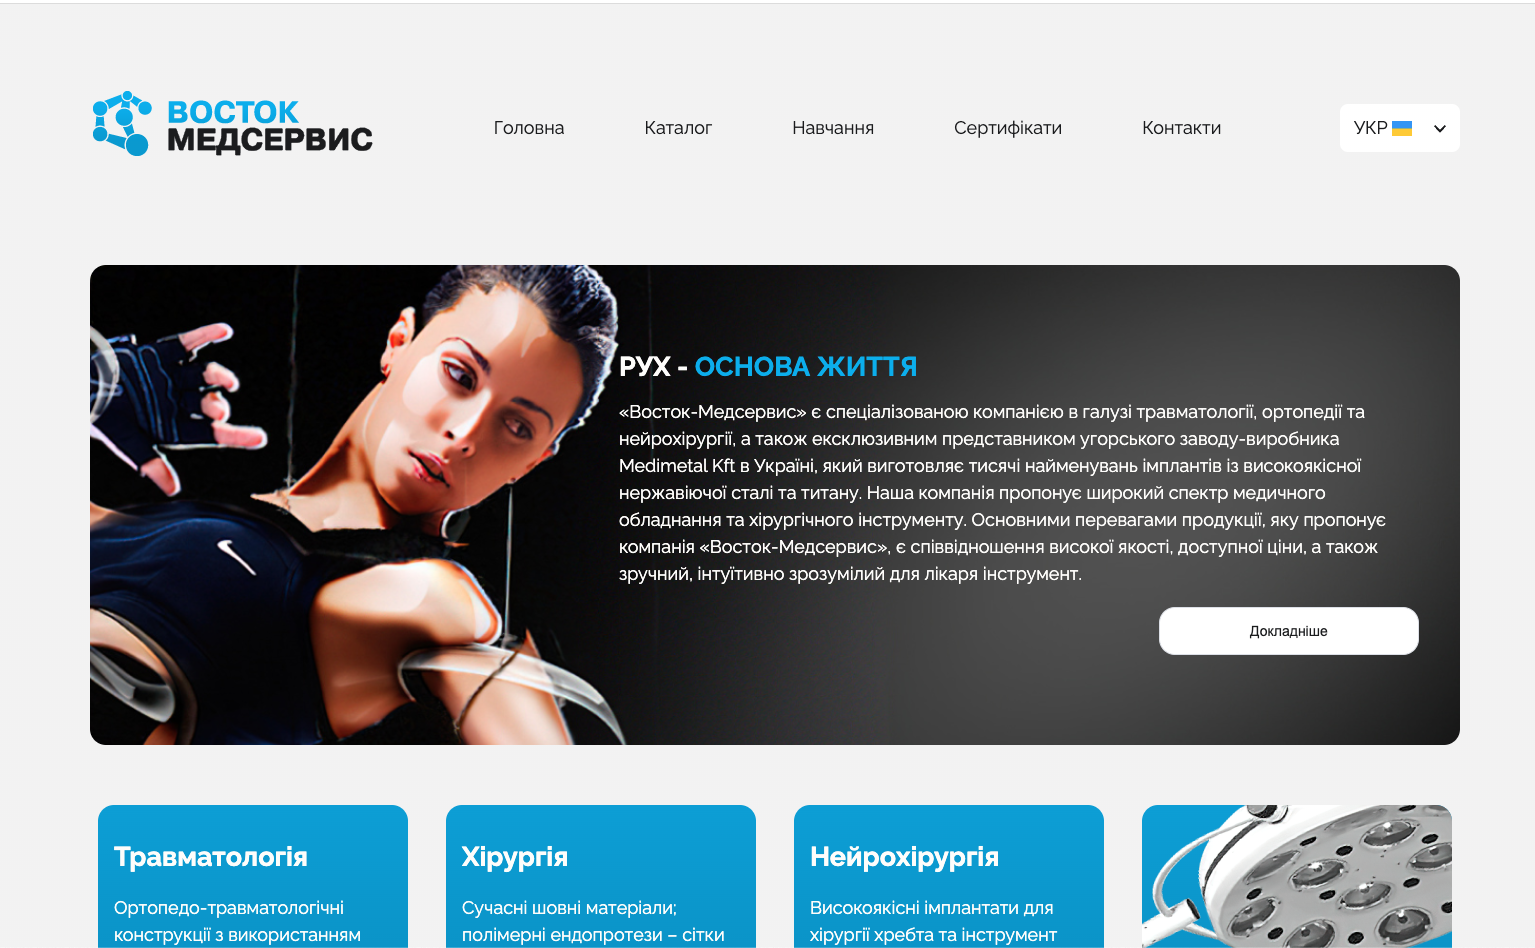 ВОСТОК
МЕДСЕРВИС
Головна
Каталог
Навчання
Сертифікати
Контакти
УКР
РУХ - ОСНОВА ЖИТТЯ
«Восток-Медсервис» є спеціалізованою компанією в галузі травматології, ортопедії та
нейрохірургії, а також ексклюзивним представником угорського заводу-виробника
Medimetal Kft в Україні, який виготовляє тисячі найменувань імплантів із високоякісної
нержавіючої сталі та титану. Наша компанія пропонує широкий спектр медичного
обладнання та хірургічного інструменту. Основними перевагами продукції, яку пропонує
компанія «Восток-Медсервис», є співвідношення високої якості, доступної ціни, а також
зручний, інтуїтивно зрозумілий для лікаря інструмент.
Докладніше
Травматологія
Ортопедо-травматологічні
конструкції з використанням
Хірургія
Сучасні шовні матеріали;
полімерні ендопротези – сітки
Нейрохірургія
Високоякісні імплантати для
хірургії хребта та інструмент